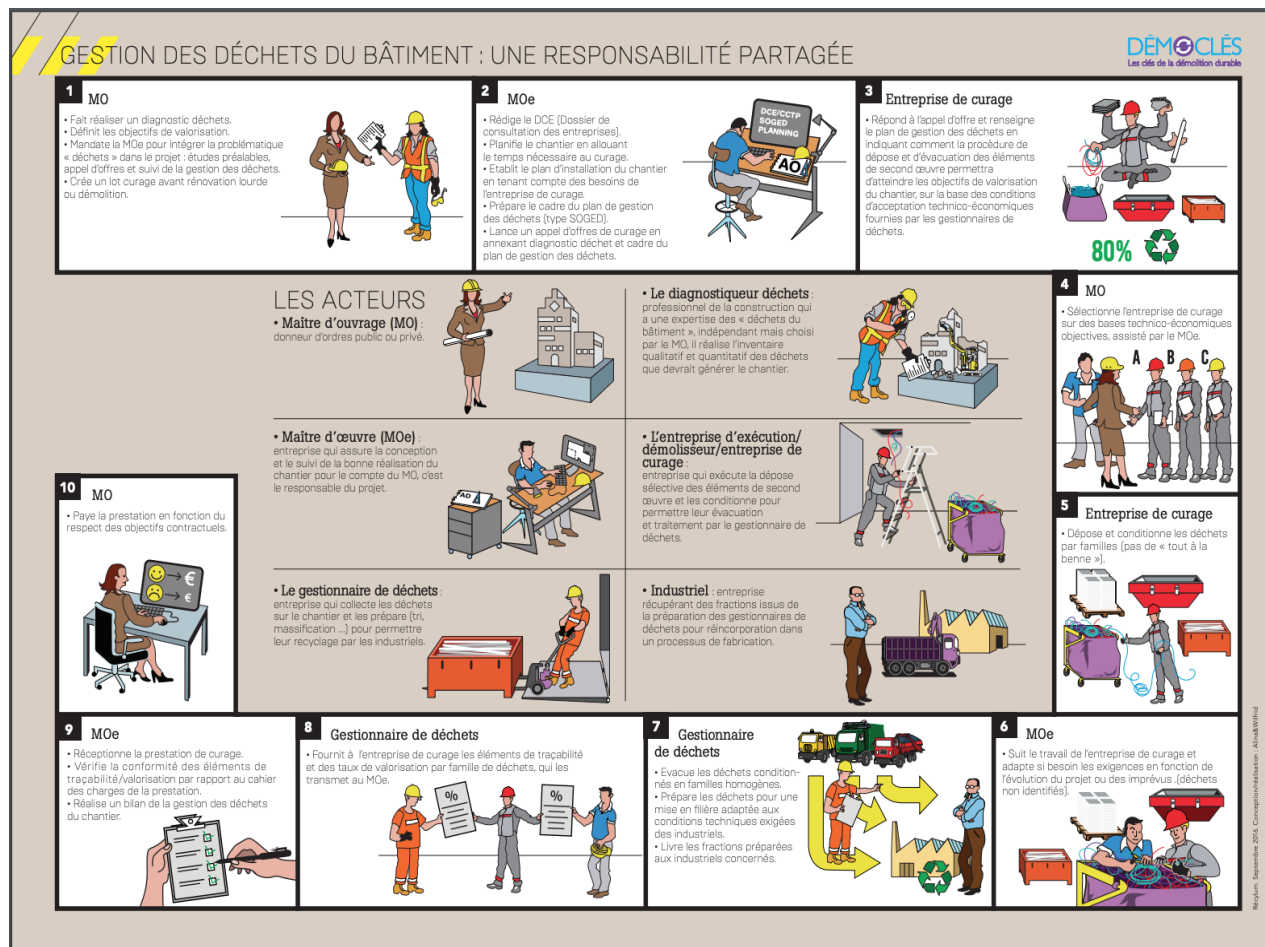 GESTION DES DÉCHETS DU BÂTIMENT : UNE RESPONSABILITÉ PARTAGÉE
DÉMOCLÈS
Les clés de la démolition durable
1 MO
• Fait réaliser un diagnostic déchets.
• Définit les objectifs de valorisation.
• Mandate la MOe pour intégrer la problématique
« déchets » dans le projet : études préalables,
appel d'offres et suivi de la gestion des déchets.
• Crée un lot curage avant rénovation lourde
ou démolition.
2 MOe
• Rédige le DCE (Dossier de
consultation des entreprises).
• Planifie le chantier en allouant
le temps nécessaire au curage.
• Etablit le plan d'installation du chantier
en tenant compte des besoins de
l'entreprise de curage.
• Prépare le cadre du plan de gestion
des déchets (type SOGED).
• Lance un appel d'offres de curage en
annexant diagnostic déchet et cadre du
plan de gestion des déchets.
DCE/CCTP
SOGED
PLANNING
AO
3 Entreprise de curage
• Répond à l'appel d'offre et renseigne
le plan de gestion des déchets en
indiquant comment la procédure de
dépose et d'évacuation des éléments
de second œuvre permettra
d'atteindre les objectifs de valorisation
du chantier, sur la base des conditions
d'acceptation technico-économiques
fournies par les gestionnaires de
déchets.
80%
LES ACTEURS
• Maître d'ouvrage (MO) :
donneur d'ordres public ou privé.
• Le diagnostiqueur déchets :
professionnel de la construction qui
a une expertise des « déchets du
bâtiment », indépendant mais choisi
par le MO, il réalise l'inventaire
qualitatif et quantitatif des déchets
que devrait générer le chantier.
• Maître d'œuvre (MOe) :
entreprise qui assure la conception
et le suivi de la bonne réalisation du
chantier pour le compte du MO, c'est
le responsable du projet.
AO
• L'entreprise d'exécution/
démolisseur/entreprise de
curage :
entreprise qui exécute la dépose
sélective des éléments de second
œuvre et les conditionne pour
permettre leur évacuation
et traitement par le gestionnaire de
déchets.
• Le gestionnaire de déchets :
entreprise qui collecte les déchets
sur le chantier et les prépare (tri,
massification ...) pour permettre
leur recyclage par les industriels.
• Industriel : entreprise
récupérant des fractions issus de
la préparation des gestionnaires de
déchets pour réincorporation dans
un processus de fabrication.
4 MO
• Sélectionne l'entreprise de curage
sur des bases technico-économiques
objectives, assisté par le MOe.
A B C
5 Entreprise de curage
• Dépose et conditionne les déchets
par familles (pas de « tout à la
benne »).
6 MOe
• Suit le travail de l'entreprise de curage et
adapte si besoin les exigences en fonction de
l'évolution du projet ou des imprévus .(déchets
non identifiés).
7 Gestionnaire
de déchets
• Evacue les déchets condition-
nés en familles homogènes.
• Prépare les déchets pour une
mise en filière adaptée aux
conditions techniques exigées
des industriels.
• Livre les fractions préparées
aux industriels concernés.
8 Gestionnaire de déchets
• Fournit à l'entreprise de curage les éléments de traçabilité
et des taux de valorisation par famille de déchets, qui les
transmet au MOe.
% %
9 MOe
• Réceptionne la prestation de curage.
• Vérifie la conformité des éléments de
traçabilité/valorisation par rapport au cahier
des charges de la prestation.
• Réalise un bilan de la gestion des déchets
du chantier.
10 MO
• Paye la prestation en fonction du
respect des objectifs contractuels.
€
€
Récylum. Septembre 2016. Conception/réalisation : Alina&Wilfrid